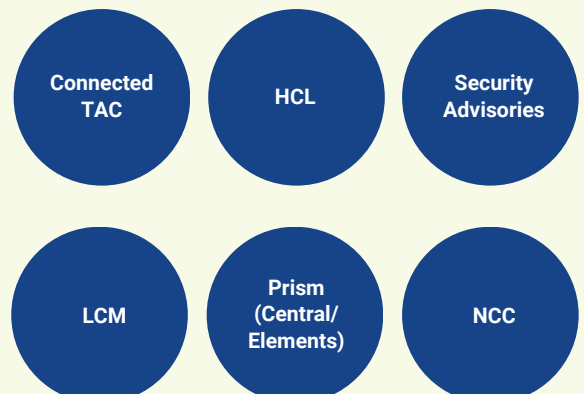 Connected
TAC
HCL
Security
Advisories
LCM
Prism
(Central/
Elements)
NCC